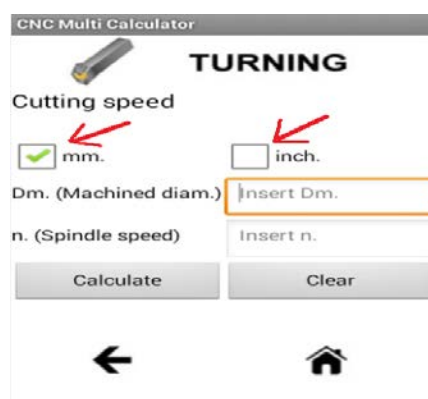 CNC Multi Calculator
TURNING
Cutting speed
mm. inch.
Dm. (Machined diam.) Insert Dm.
n. (Spindle speed) Insert n.
Calculate Clear